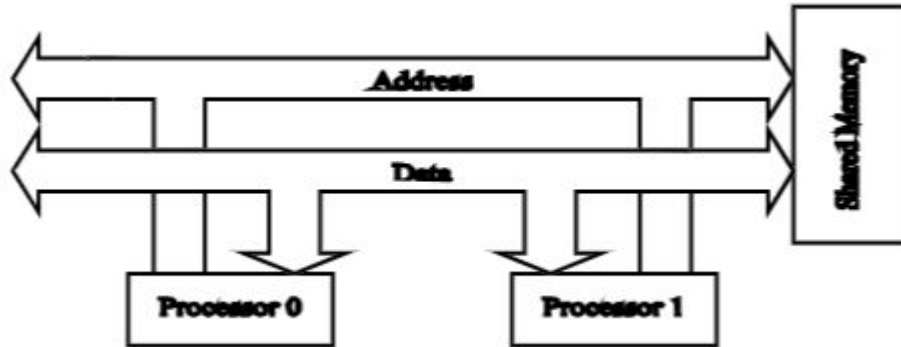 Address
Shared Memory
Data
Processor 0
Processor 1